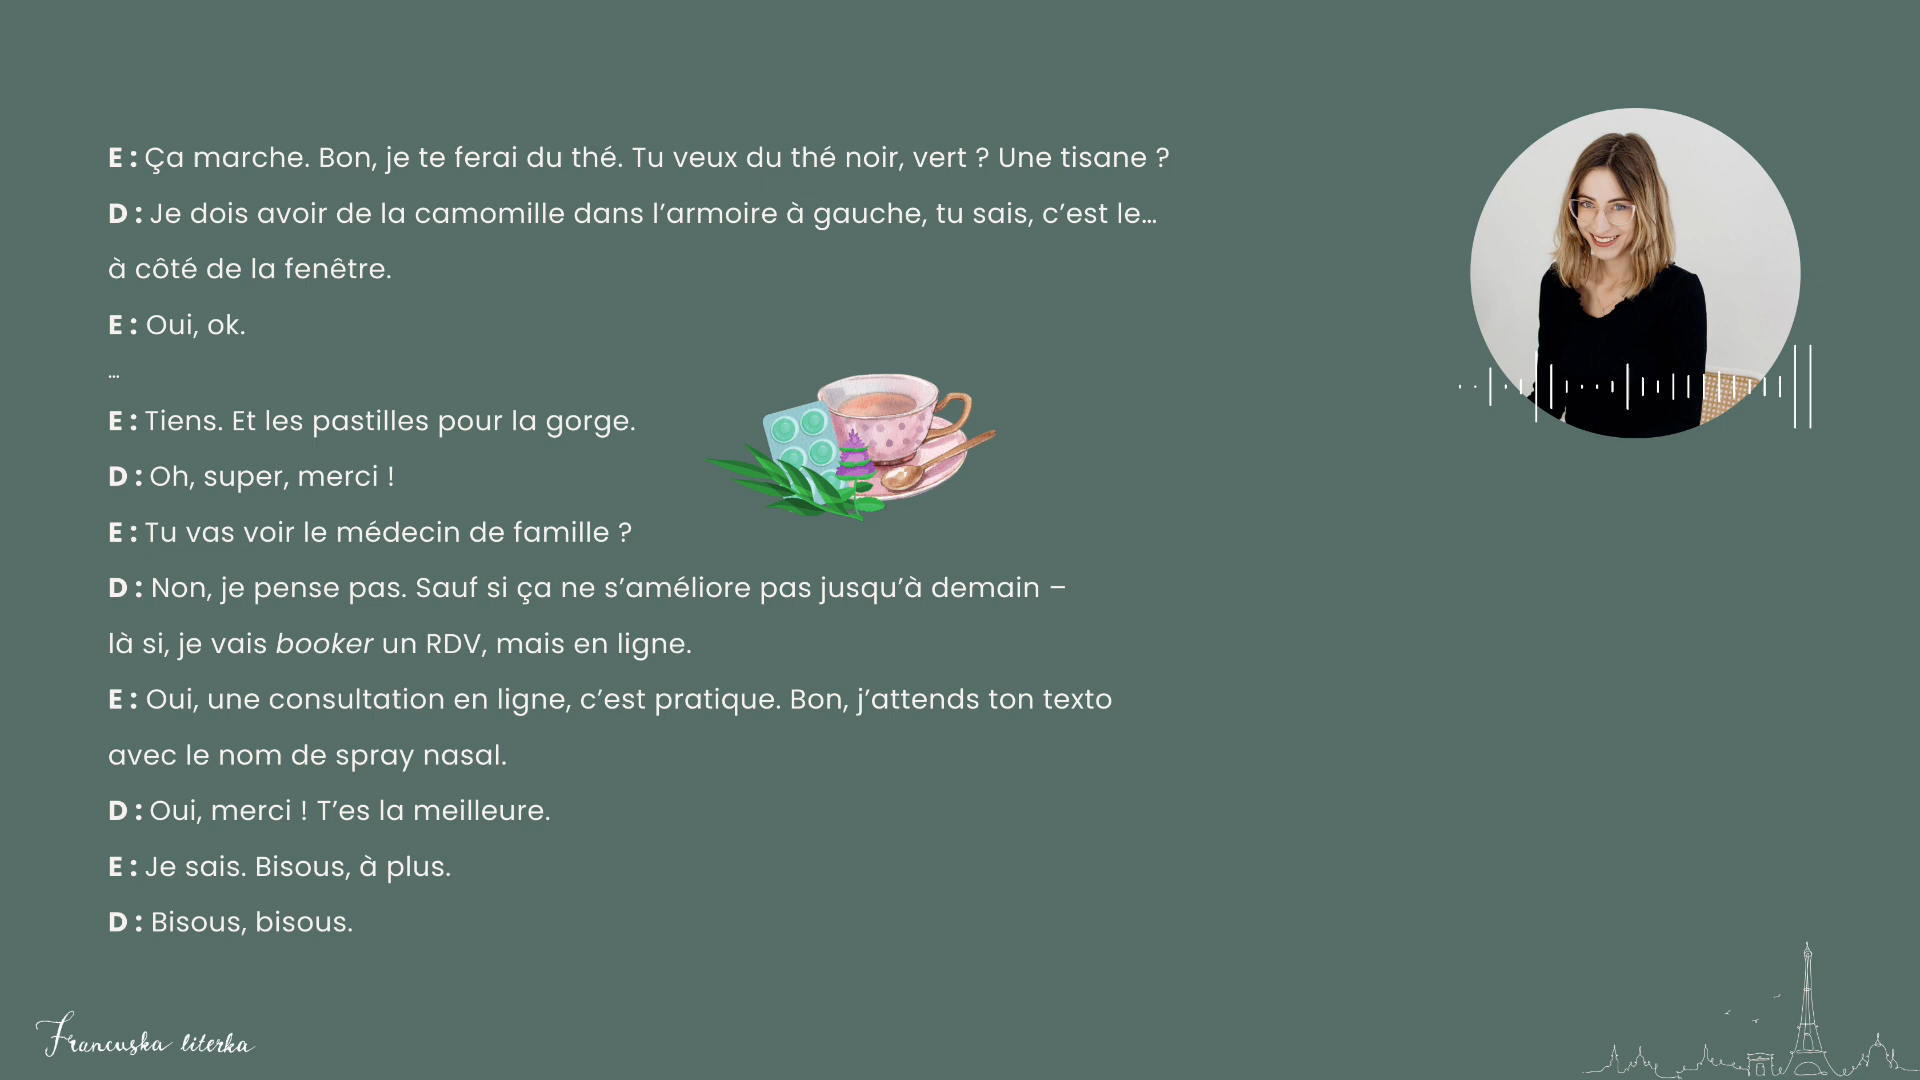 E : Ça marche. Bon, je te ferai du thé. Tu veux du thé noir, vert ? Une tisane ?
D : Je dois avoir de la camomille dans l’armoire à gauche, tu sais, c’est le…
à côté de la fenêtre.
E : Oui, ok.
…
E : Tiens. Et les pastilles pour la gorge.
D : Oh, super, merci !
E : Tu vas voir le médecin de famille ?
D : Non, je pense pas. Sauf si ça ne s’améliore pas jusqu’à demain –
là si, je vais booker un RDV, mais en ligne.
E : Oui, une consultation en ligne, c’est pratique. Bon, j’attends ton texto
avec le nom de spray nasal.
D : Oui, merci ! T’es la meilleure.
E : Je sais. Bisous, à plus.
D : Bisous, bisous.
Francuska literka